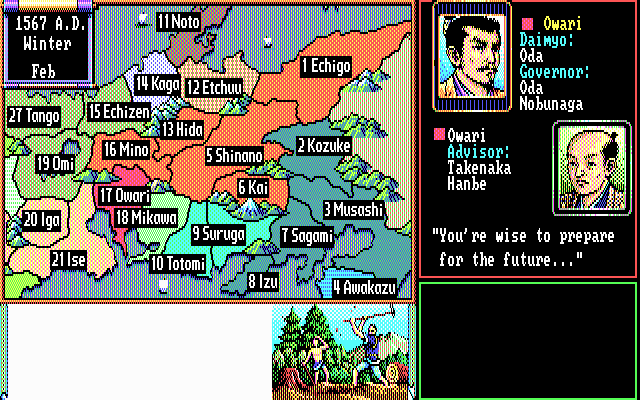 1567 A.D.
Winter
Feb
11 Noto
1 Echigo
14 Kaga
12 Etchuu
27 Tango
15 Echizen
13 Hida
2 Kozuke
16 Mino
5 Shinano
19 Omi
6 Kai
17 Owari
3 Musashi
18 Mikawa
20 Iga
9 Suruga
7 Sagami
21 Ise
10 Totomi
8 Izu
4 Awakazu
Owari
Daimyo:
Oda
Governor:
Oda
Nobunaga
Owari
Advisor:
Takenaka
Hanbe
"You're wise to prepare
for the future..."